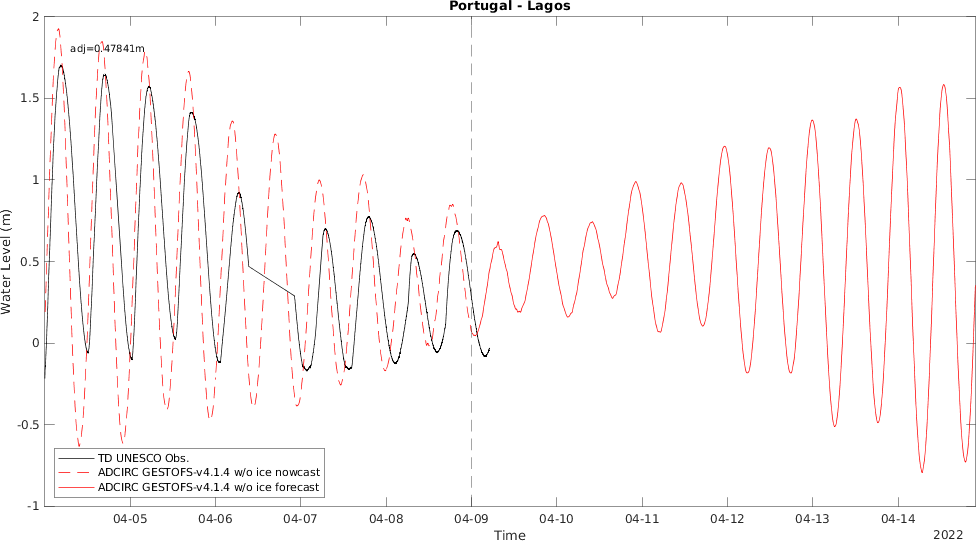 Portugal - Lagos
2
adj=0.47841m
1.5
1
0.5
0
-0.5
-1
Water Level (m)
TD UNESCO Obs.
ADCIRC GESTOFS-v4.1.4 w/o ice nowcast
ADCIRC GESTOFS-v4.1.4 w/o ice forecast
04-05 04-06 04-07 04-08 04-09 04-10 04-11 04-12 04-13 04-14
Time
2022